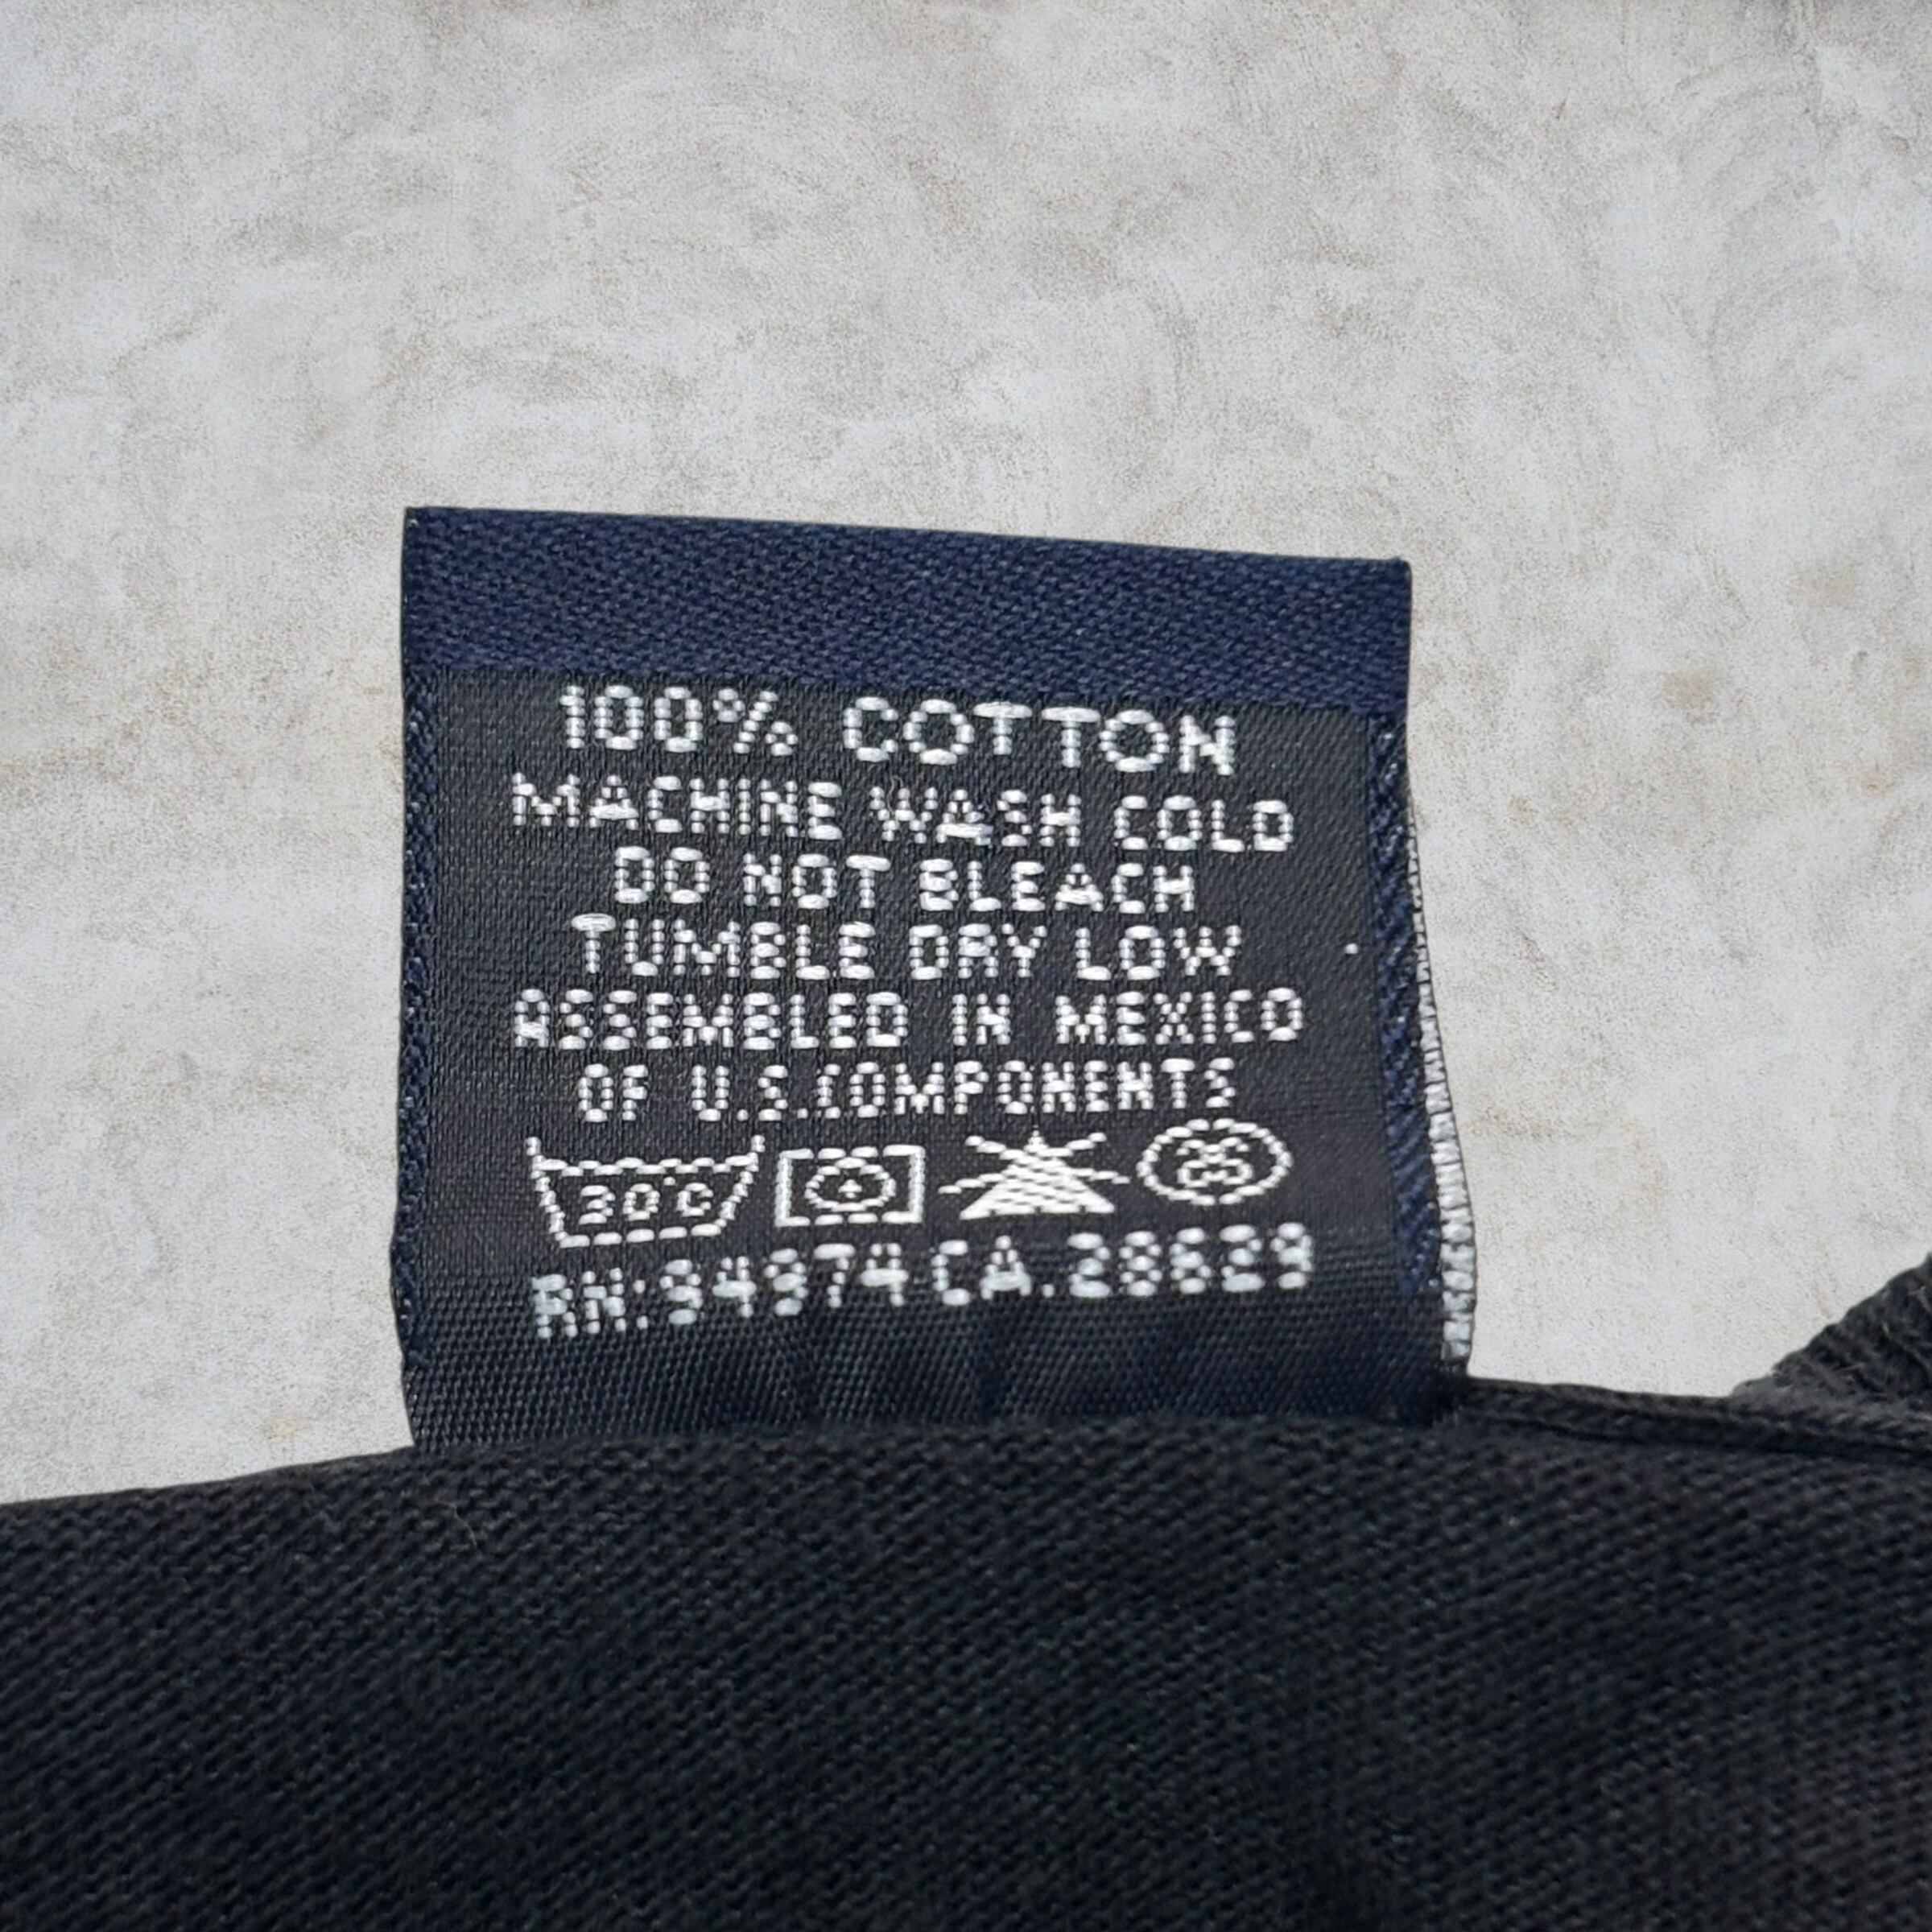 100% COTTON
MACHINE WASH COLD
DO NOT BLEACH
TUMBLE DRY LOW
ASSEMBLED IN MEXICO
OF U.S.COMPONENTS
30°C
RN:94974 CA.28629